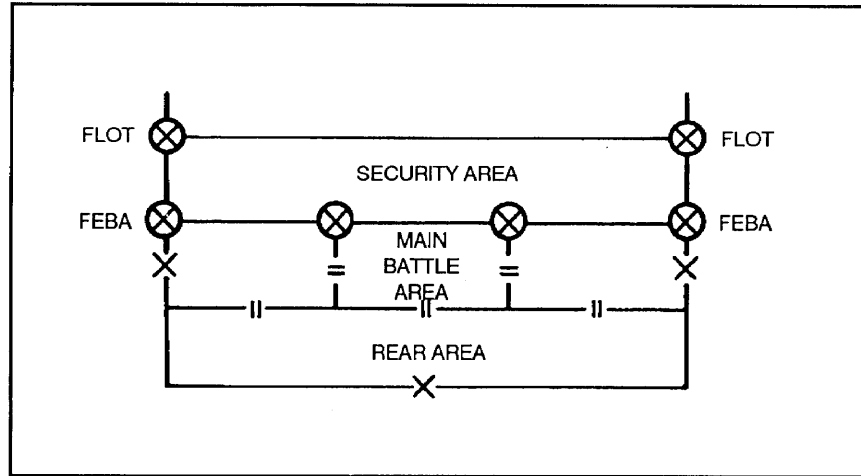 FLOT
FLOT
SECURITY AREA
FEBA
FEBA
MAIN
BATTLE
AREA
REAR AREA